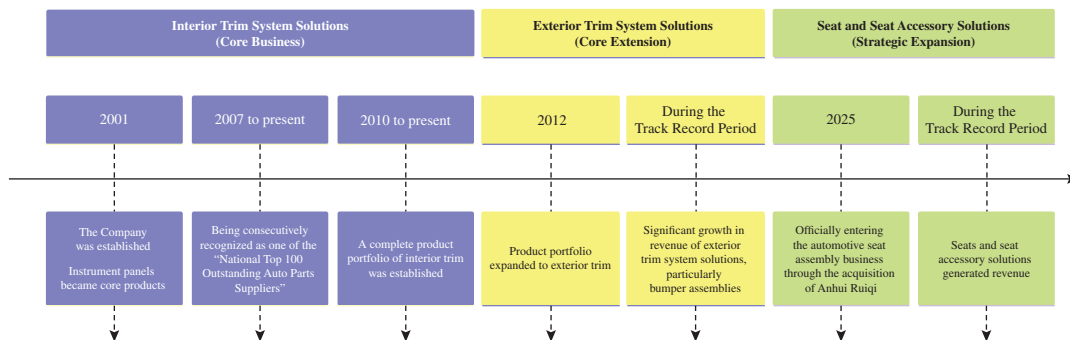 Interior Trim System Solutions
(Core Business)
Exterior Trim System Solutions
(Core Extension)
Seat and Seat Accessory Solutions
(Strategic Expansion)
2001
2007 to present
2010 to present
2012
During the
Track Record Period
2025
During the
Track Record Period
The Company
was established
Instrument panels
became core products
Being consecutively
recognized as one of the
“National Top 100
Outstanding Auto Parts
Suppliers”
A complete product
portfolio of interior trim
was established
Product portfolio
expanded to exterior trim
Significant growth in
revenue of exterior
trim system solutions,
particularly
bumper assemblies
Officially entering
the automotive seat
assembly business
through the acquisition
of Anhui Ruiqi
Seats and seat
accessory solutions
generated revenue